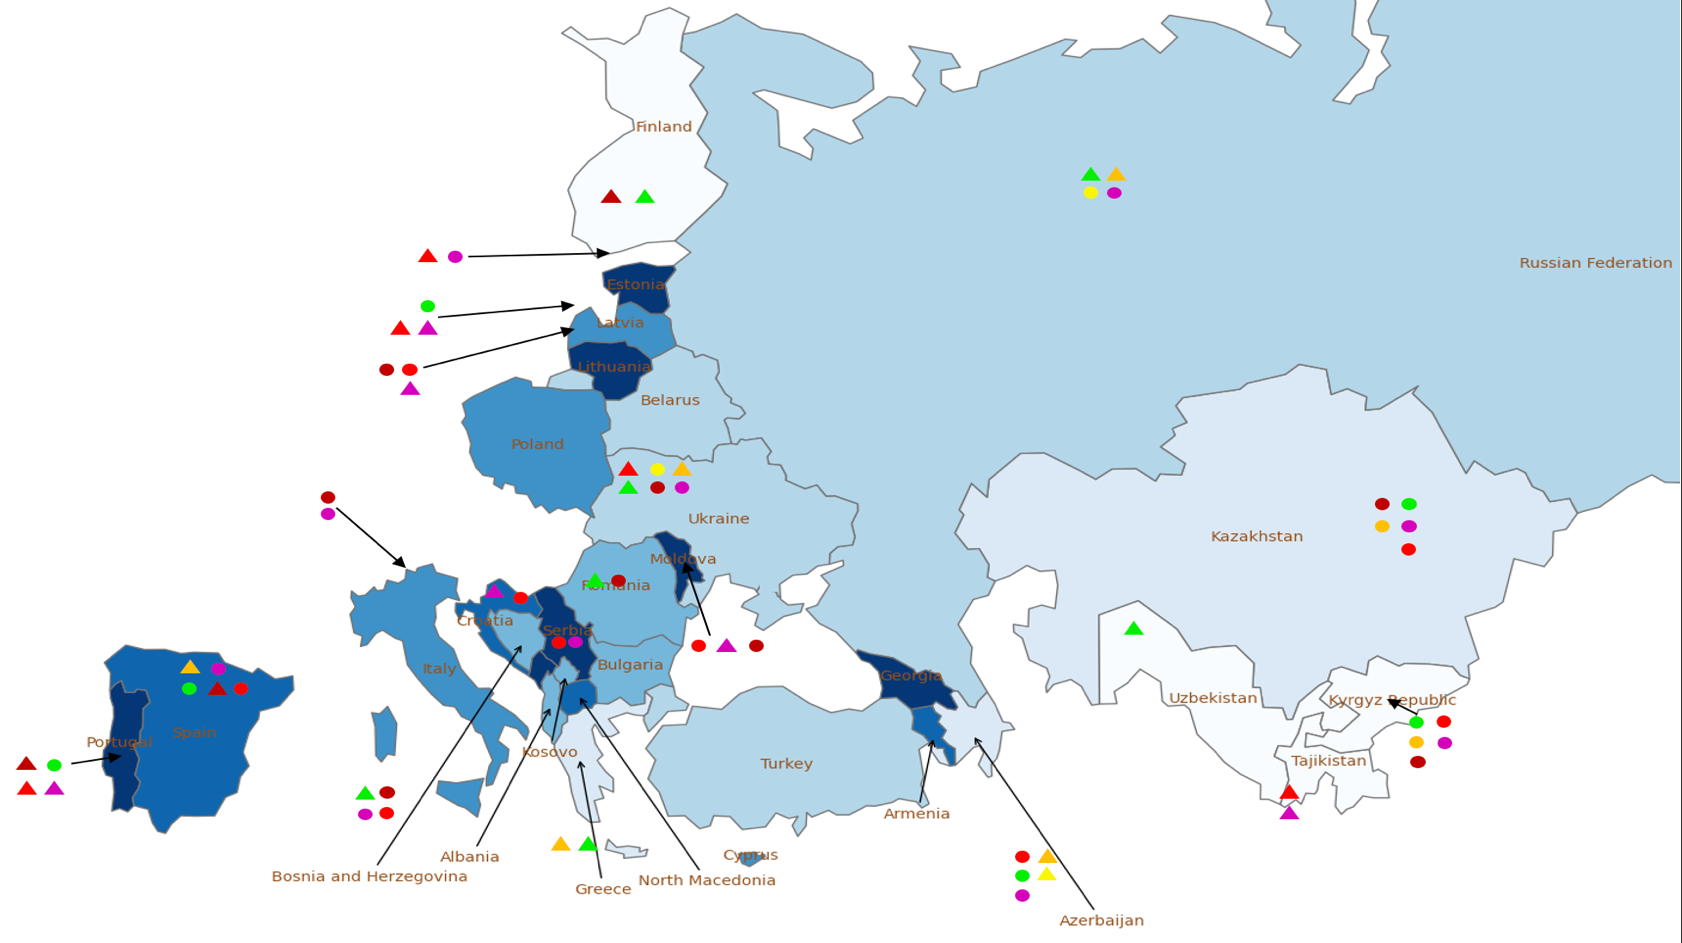 Finland
Russian Federation
Estonia
Latvia
Lithuania
Belarus
Poland
Ukraine
Kazakhstan
Moldova
Romania
Croatia
Serbia
Italy
Bulgaria
Georgia
Uzbekistan
Kyrgyz Republic
Portugal
Spain
Kosovo
Turkey
Tajikistan
Armenia
Albania
Cyprus
Bosnia and Herzegovina
North Macedonia
Greece
Azerbaijan